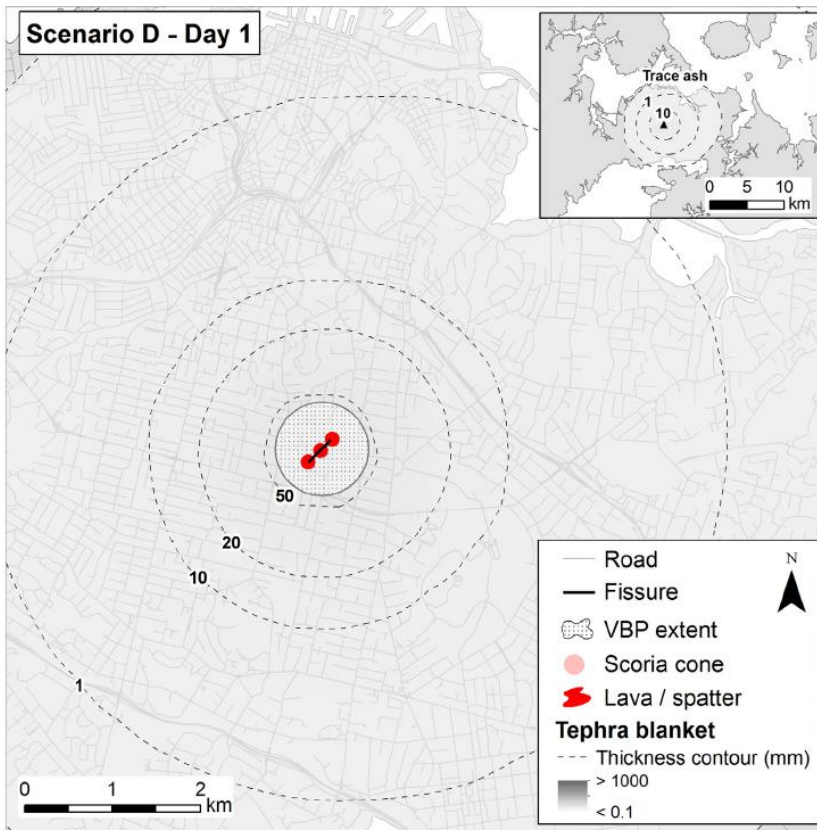 Scenario D - Day 1
Trace ash
1
10
0 5 10
km
50
20
10
1
0 1 2
km
N
Road
Fissure
VBP extent
Scoria cone
Lava / spatter
Tephra blanket
Thickness contour (mm)
> 1000
< 0.1